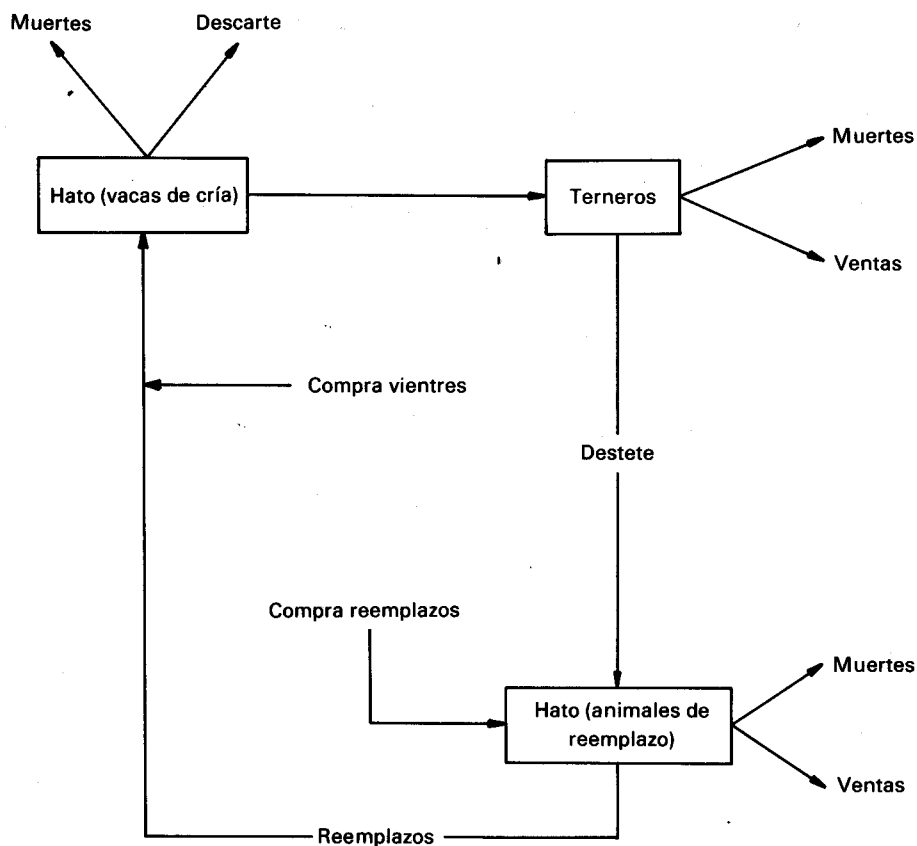 Muertes
Descarte
Hato (vacas de cría)
Terneros
Muertes
Ventas
Compra vientres
Destete
Compra reemplazos
Hato (animales de
reemplazo)
Muertes
Ventas
Reemplazos